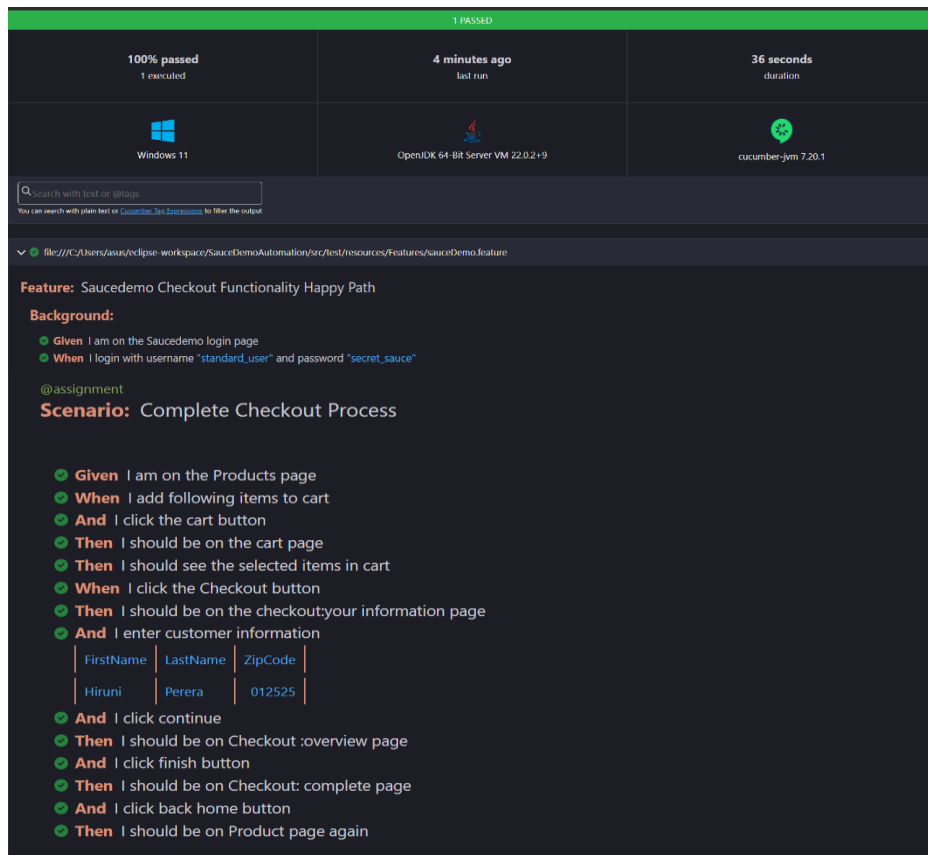 1 PASSED
100% passed
1 executed
4 minutes ago
last run
36 seconds
duration
Windows 11
OpenJDK 64-Bit Server VM 22.0.2+9
cucumber-jvm 7.20.1
Search with text or @tags
You can search with plain text or Cucumber Tag Expressions to filter the output
file:///C:/Users/asus/eclipse-workspace/SauceDemoAutomation/src/test/resources/Features/sauceDemo.feature
Feature: Saucedemo Checkout Functionality Happy Path
Background:
Given I am on the Saucedemo login page
When I login with username "standard_user" and password "secret_sauce"
@assignment
Scenario: Complete Checkout Process
Given I am on the Products page
When I add following items to cart
And I click the cart button
Then I should be on the cart page
Then I should see the selected items in cart
When I click the Checkout button
Then I should be on the checkout:your information page
And I enter customer information
FirstName LastName ZipCode
Hiruni Perera 012525
And I click continue
Then I should be on Checkout :overview page
And I click finish button
Then I should be on Checkout: complete page
And I click back home button
Then I should be on Product page again